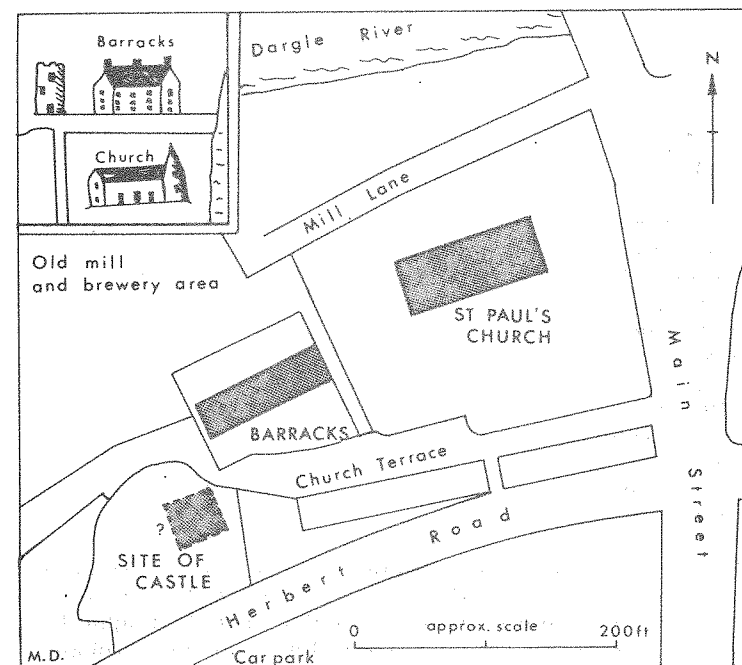 Barracks
Church
Dargle River
N
Mill Lane
Old mill
and brewery area
ST PAUL'S
CHURCH
Main
Street
BARRACKS
Church Terrace
?
SITE OF
CASTLE
Herbert Road
approx. scale
0 200ft
M.D.
Car park